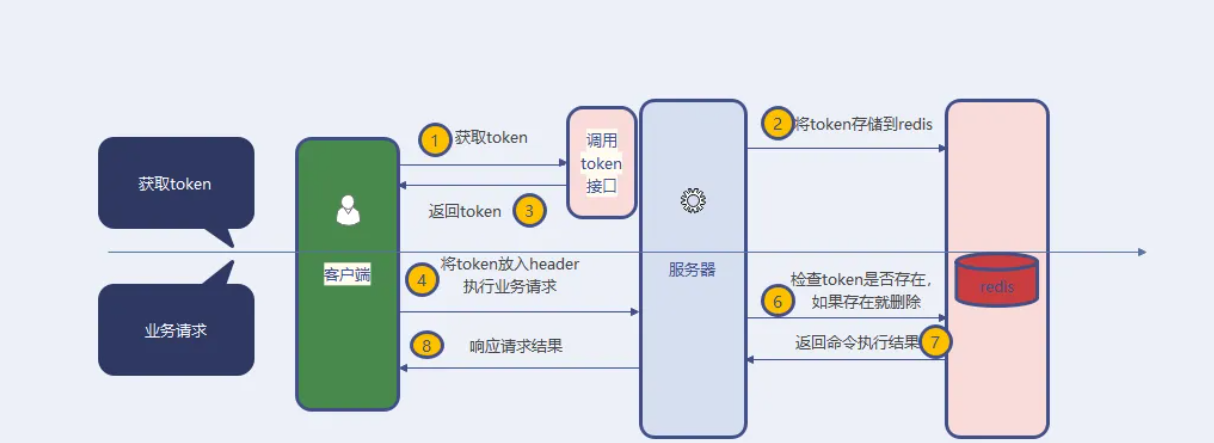 1
获取token
2
将token存储到redis
调用
token
接口
获取token
返回token
3
客户端
服务器
redis
4
将token放入header
执行业务请求
6
检查token是否存在，
如果存在就删除
业务请求
8
响应请求结果
返回命令执行结果
7